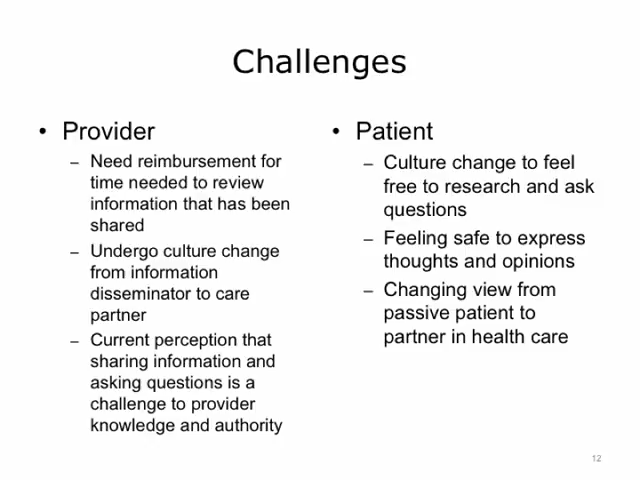 Challenges
• Provider
– Need reimbursement for
time needed to review
information that has been
shared
– Undergo culture change
from information
disseminator to care
partner
– Current perception that
sharing information and
asking questions is a
challenge to provider
knowledge and authority
• Patient
– Culture change to feel
free to research and ask
questions
– Feeling safe to express
thoughts and opinions
– Changing view from
passive patient to
partner in health care
12